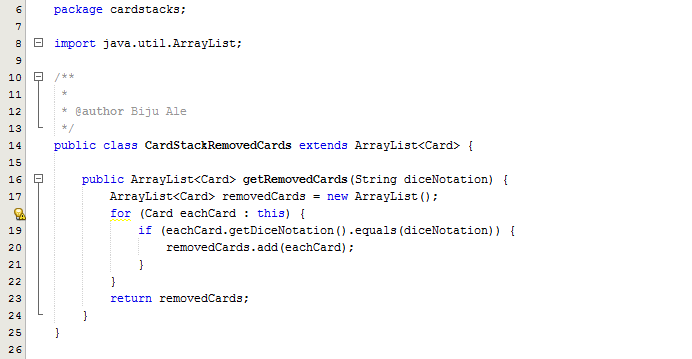 6 package cardstacks;
7
8 import java.util.ArrayList;
9
10 /**
11 *
12 * @author Biju Ale
13 */
14 public class CardStackRemovedCards extends ArrayList<Card> {
15
16 public ArrayList<Card> getRemovedCards(String diceNotation) {
17 ArrayList<Card> removedCards = new ArrayList();
for (Card eachCard : this) {
19 if (eachCard.getDiceNotation().equals(diceNotation)) {
20 removedCards.add(eachCard);
21 }
22 }
23 return removedCards;
24 }
25 }
26